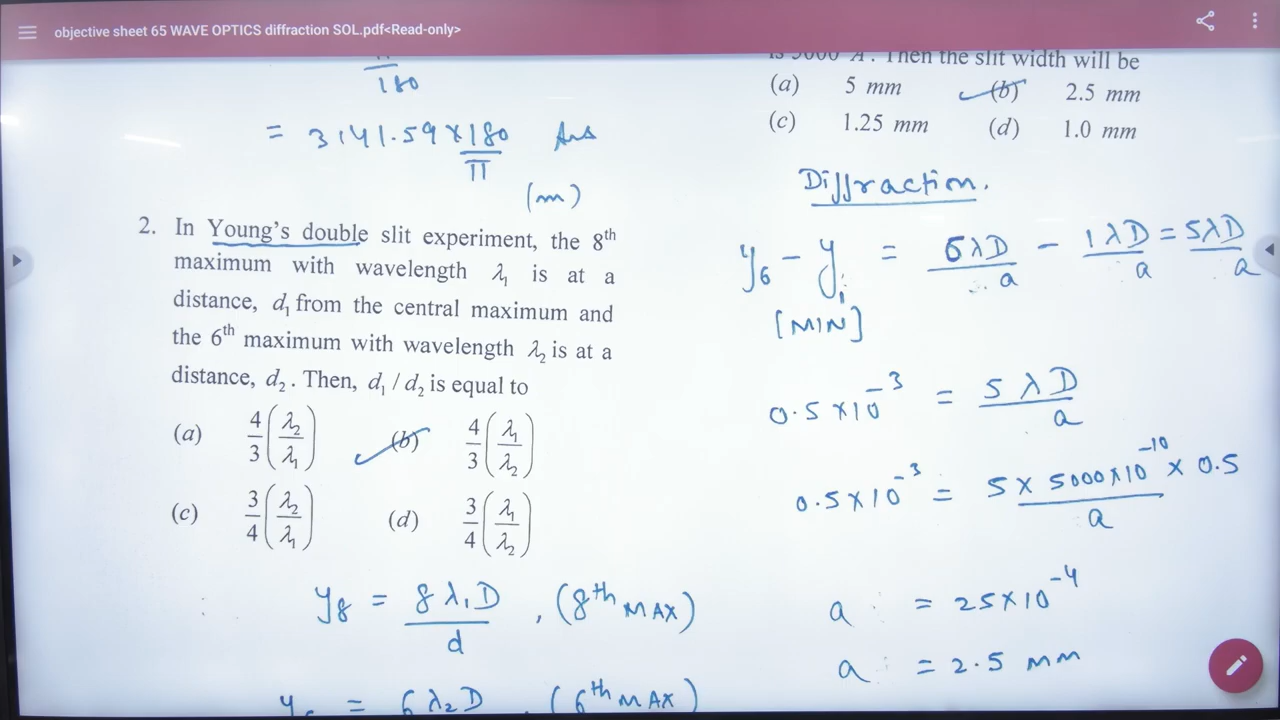 objective sheet 65 WAVE OPTICS diffraction SOL.pdf<Read-only>
180
= 3141.59 × 180 Ans
π
(m)
2. In Young's double slit experiment, the 8th
maximum with wavelength λ₁ is at a
distance, d₁ from the central maximum and
the 6th maximum with wavelength λ₂ is at a
distance, d₂. Then, d₁ / d₂ is equal to
(a) 4/3 (λ₂/λ₁) (b) 4/3 (λ₁/λ₂)
(c) 3/4 (λ₂/λ₁) (d) 3/4 (λ₁/λ₂)
y₈ = 8λ₁D/d , (8th MAX)
= 6λ₂D , (6th MAX)
is 5000 A. Then the slit width will be
(a) 5 mm (b) 2.5 mm
(c) 1.25 mm (d) 1.0 mm
Diffraction.
y₆ - y₁ = 6λD/a - 1λD/a = 5λD/a
[MIN]
0.5×10⁻³ = 5λD/a
0.5×10⁻³ = 5 × 5000×10⁻¹⁰ × 0.5/a
a = 25×10⁻⁴
a = 2.5 mm